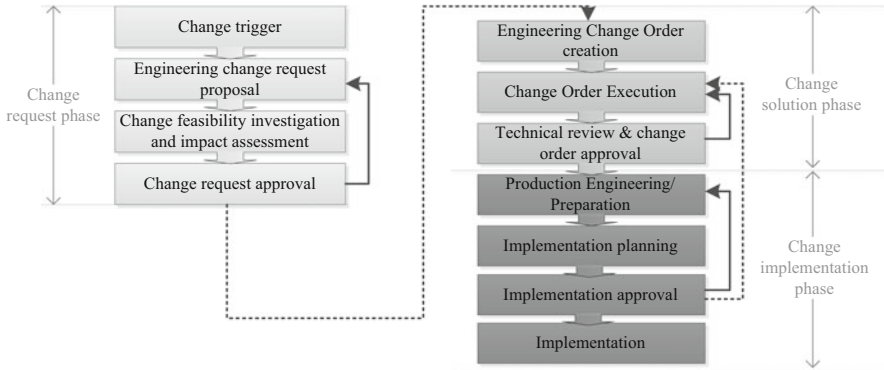 Change
request phase
Change trigger
Engineering change request
proposal
Change feasibility investigation
and impact assessment
Change request approval
Engineering Change Order
creation
Change Order Execution
Technical review & change
order approval
Production Engineering/
Preparation
Implementation planning
Implementation approval
Implementation
Change
solution phase
Change
implementation
phase